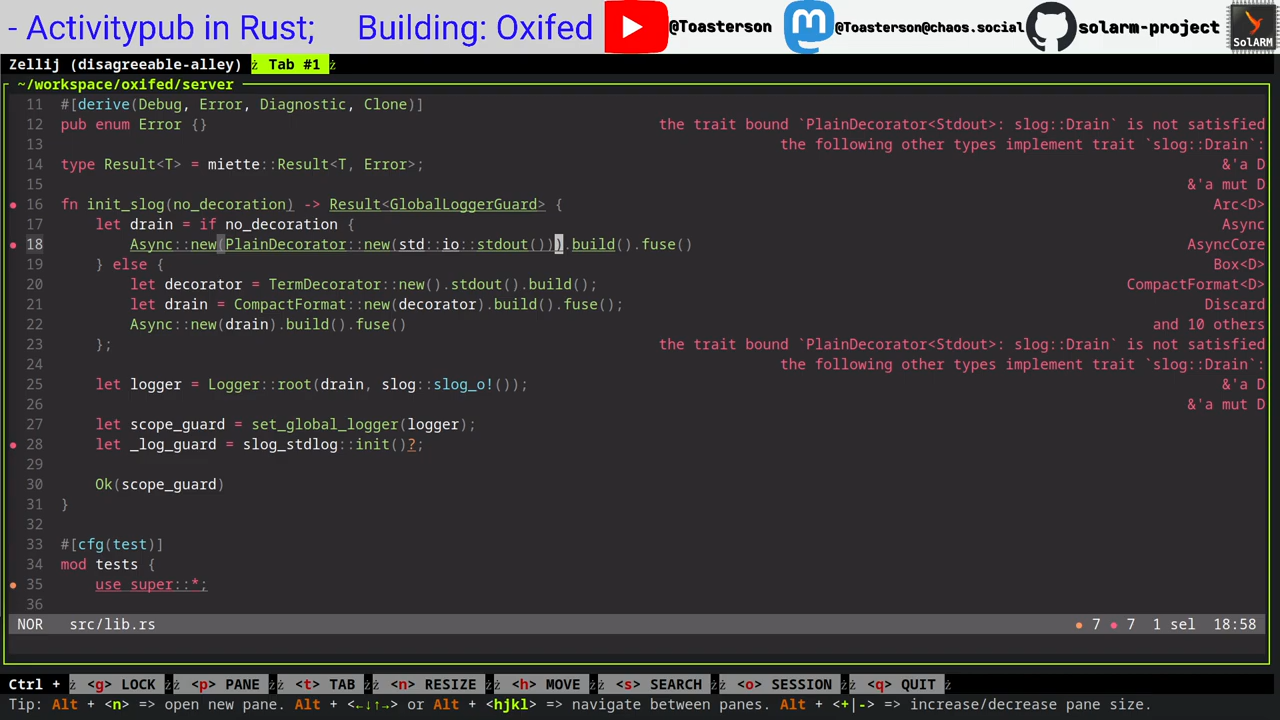 - Activitypub in Rust;     Building: Oxifed
@Toasterson
@Toasterson@chaos.social
solarm-project
SolARM
Zellij (disagreeable-alley)  Tab #1
~/workspace/oxifed/server
11 #[derive(Debug, Error, Diagnostic, Clone)]
12 pub enum Error {} the trait bound `PlainDecorator<Stdout>: slog::Drain` is not satisfied
13 the following other types implement trait `slog::Drain`:
14 type Result<T> = miette::Result<T, Error>; &'a D
15 &'a mut D
16 fn init_slog(no_decoration) -> Result<GlobalLoggerGuard> { Arc<D>
17     let drain = if no_decoration { Async
18         Async::new(PlainDecorator::new(std::io::stdout())).build().fuse() AsyncCore
19     } else { Box<D>
20         let decorator = TermDecorator::new().stdout().build(); CompactFormat<D>
21         let drain = CompactFormat::new(decorator).build().fuse(); Discard
22         Async::new(drain).build().fuse() and 10 others
23     }; the trait bound `PlainDecorator<Stdout>: slog::Drain` is not satisfied
24 the following other types implement trait `slog::Drain`:
25     let logger = Logger::root(drain, slog::slog_o!()); &'a D
26 &'a mut D
27     let scope_guard = set_global_logger(logger);
28     let _log_guard = slog_stdlog::init()?;
29
30     Ok(scope_guard)
31 }
32
33 #[cfg(test)]
34 mod tests {
35     use super::*;
36
NOR   src/lib.rs 7 7 1 sel 18:58
Ctrl + <g> LOCK <p> PANE <t> TAB <n> RESIZE <h> MOVE <s> SEARCH <o> SESSION <q> QUIT
Tip: Alt + <n> => open new pane. Alt + <←↓↑→> or Alt + <hjkl> => navigate between panes. Alt + <+|-> => increase/decrease pane size.